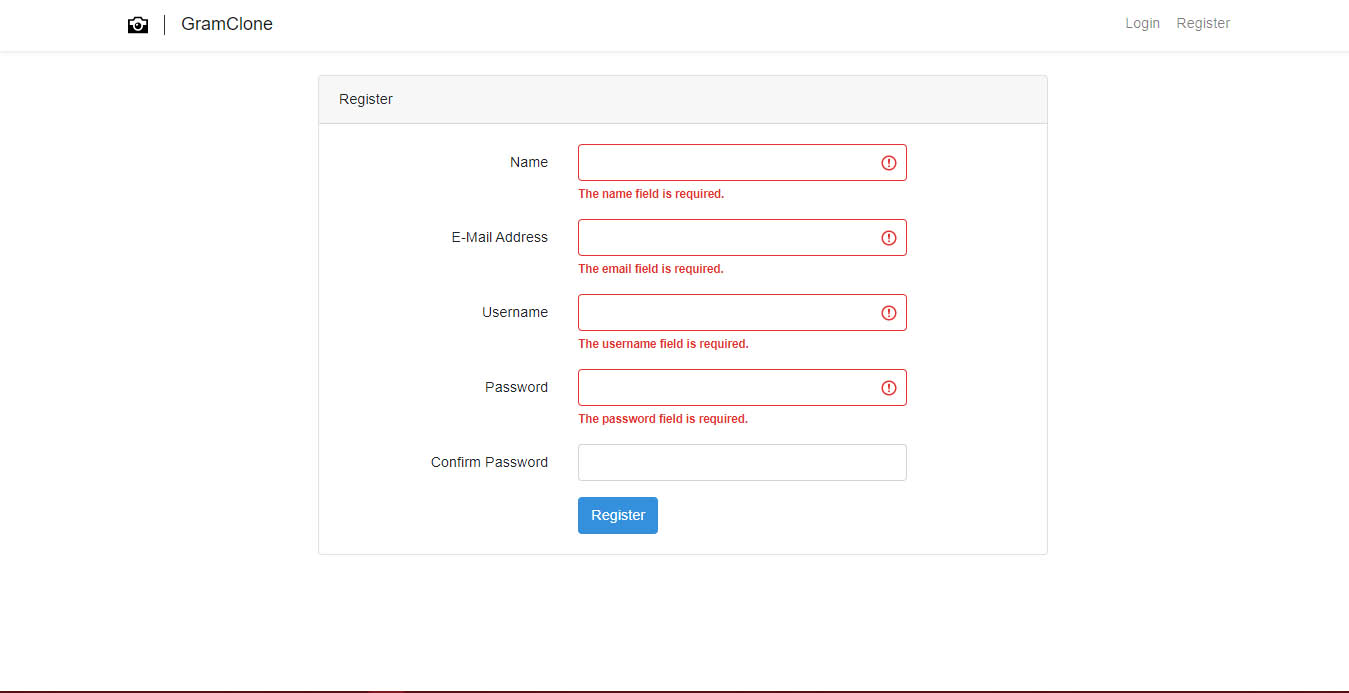 GramClone
Login Register
Register
Name
The name field is required.
E-Mail Address
The email field is required.
Username
The username field is required.
Password
The password field is required.
Confirm Password
Register